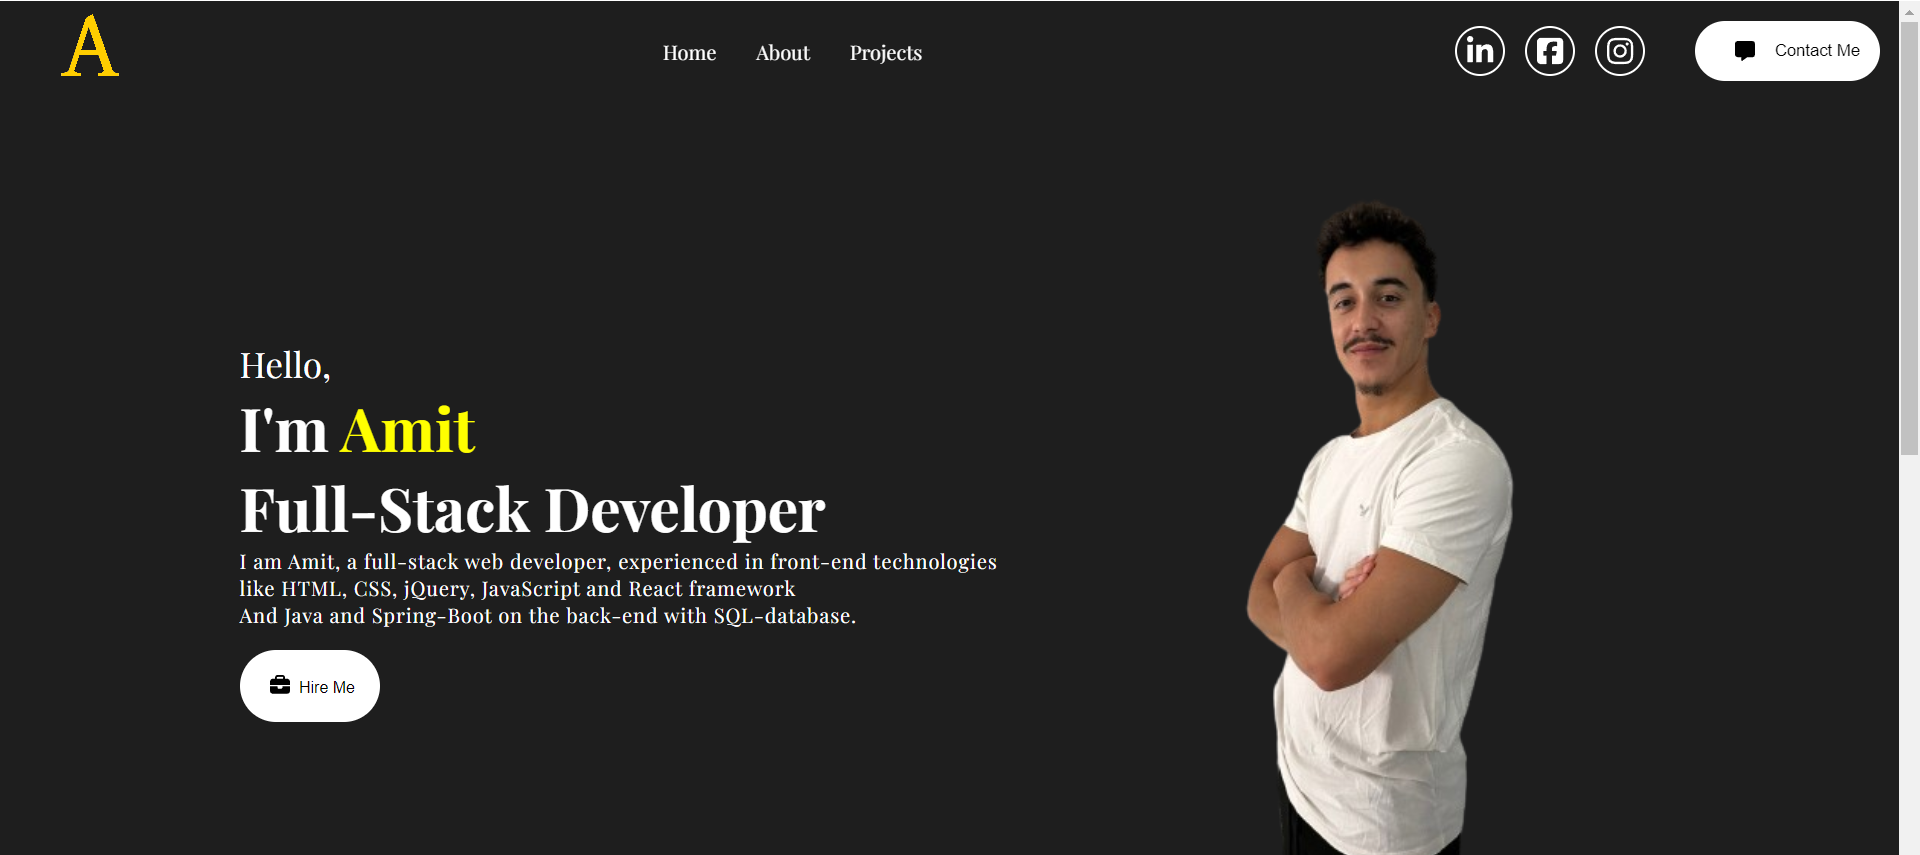 A
Home About Projects
Contact Me
Hello,
I'm Amit
Full-Stack Developer
I am Amit, a full-stack web developer, experienced in front-end technologies
like HTML, CSS, jQuery, JavaScript and React framework
And Java and Spring-Boot on the back-end with SQL-database.
Hire Me